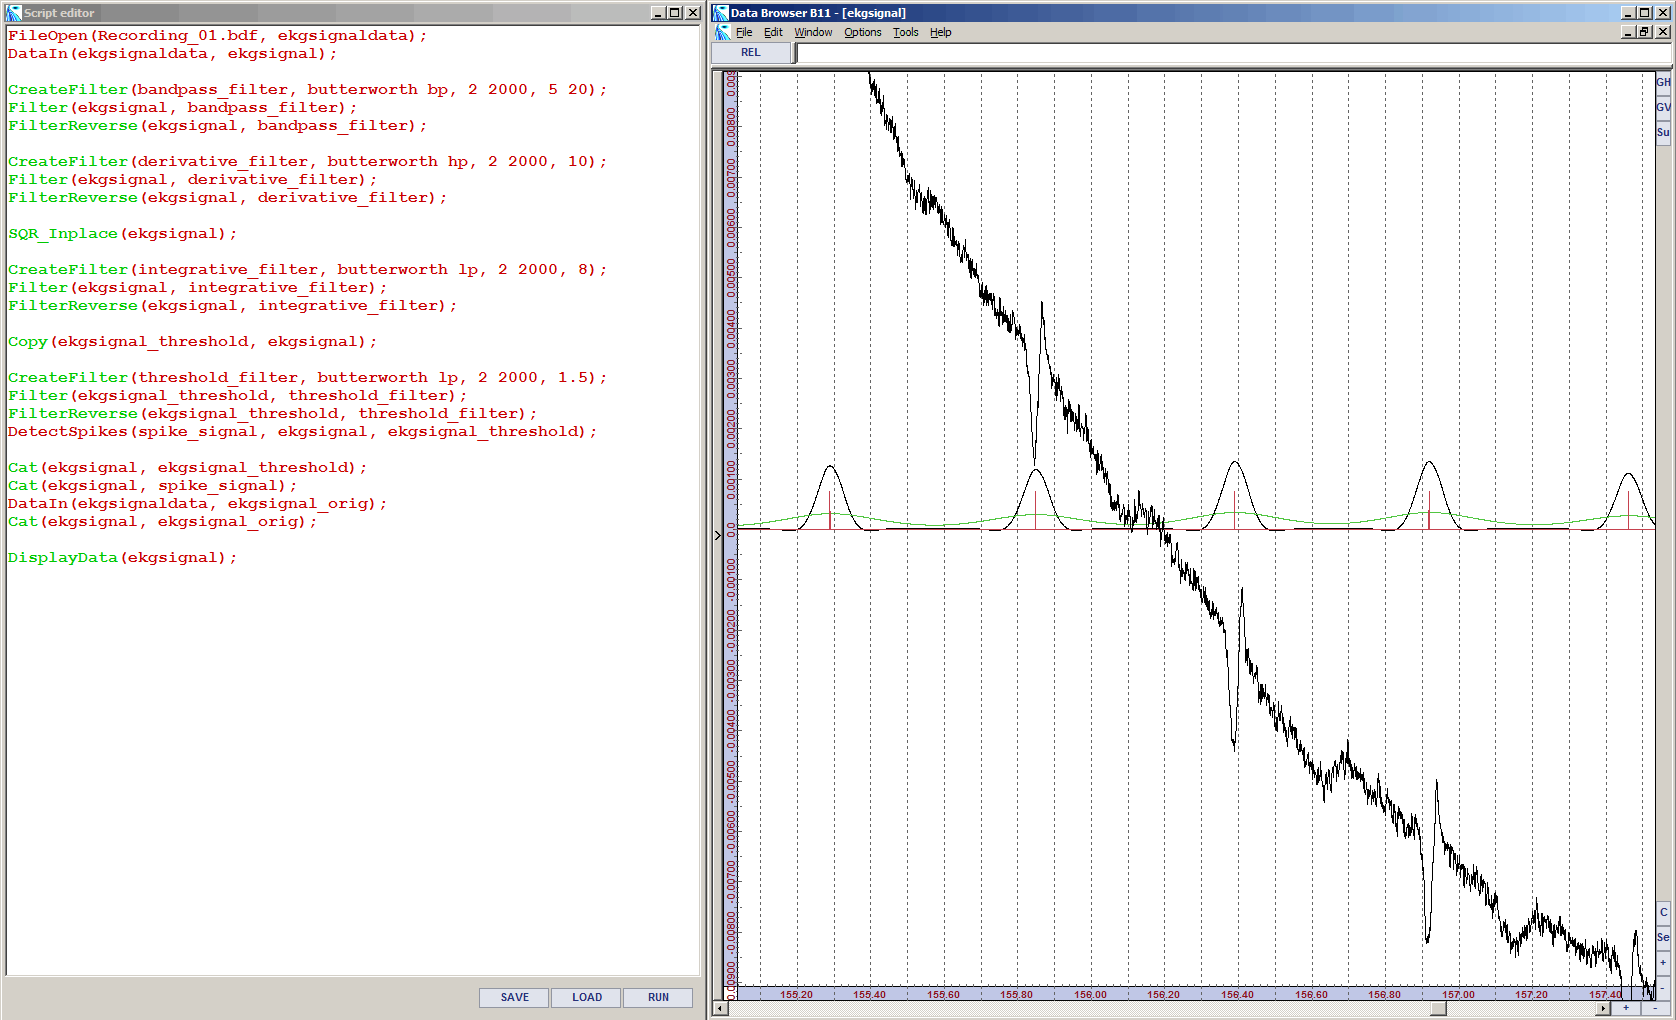 Script editor
FileOpen(Recording_01.bdf, ekgsignaldata);
DataIn(ekgsignaldata, ekgsignal);
CreateFilter(bandpass_filter, butterworth bp, 2 2000, 5 20);
Filter(ekgsignal, bandpass_filter);
FilterReverse(ekgsignal, bandpass_filter);
CreateFilter(derivative_filter, butterworth hp, 2 2000, 10);
Filter(ekgsignal, derivative_filter);
FilterReverse(ekgsignal, derivative_filter);
SQR_Inplace(ekgsignal);
CreateFilter(integrative_filter, butterworth lp, 2 2000, 8);
Filter(ekgsignal, integrative_filter);
FilterReverse(ekgsignal, integrative_filter);
Copy(ekgsignal_threshold, ekgsignal);
CreateFilter(threshold_filter, butterworth lp, 2 2000, 1.5);
Filter(ekgsignal_threshold, threshold_filter);
FilterReverse(ekgsignal_threshold, threshold_filter);
DetectSpikes(spike_signal, ekgsignal, ekgsignal_threshold);
Cat(ekgsignal, ekgsignal_threshold);
Cat(ekgsignal, spike_signal);
DataIn(ekgsignaldata, ekgsignal_orig);
Cat(ekgsignal, ekgsignal_orig);
DisplayData(ekgsignal);
SAVE LOAD RUN
Data Browser B11 - [ekgsignal]
File Edit Window Options Tools Help
REL
GH
GV
Su
0.00800
0.00700
0.00600
0.00500
0.00400
0.00300
0.00200
0.00100
0.0
-0.00100
-0.00200
-0.00300
-0.00400
-0.00500
-0.00600
-0.00700
-0.00800
C
Se
+
-
155.20 155.40 155.60 155.80 156.00 156.20 156.40 156.60 156.80 157.00 157.20 157.40
+ -